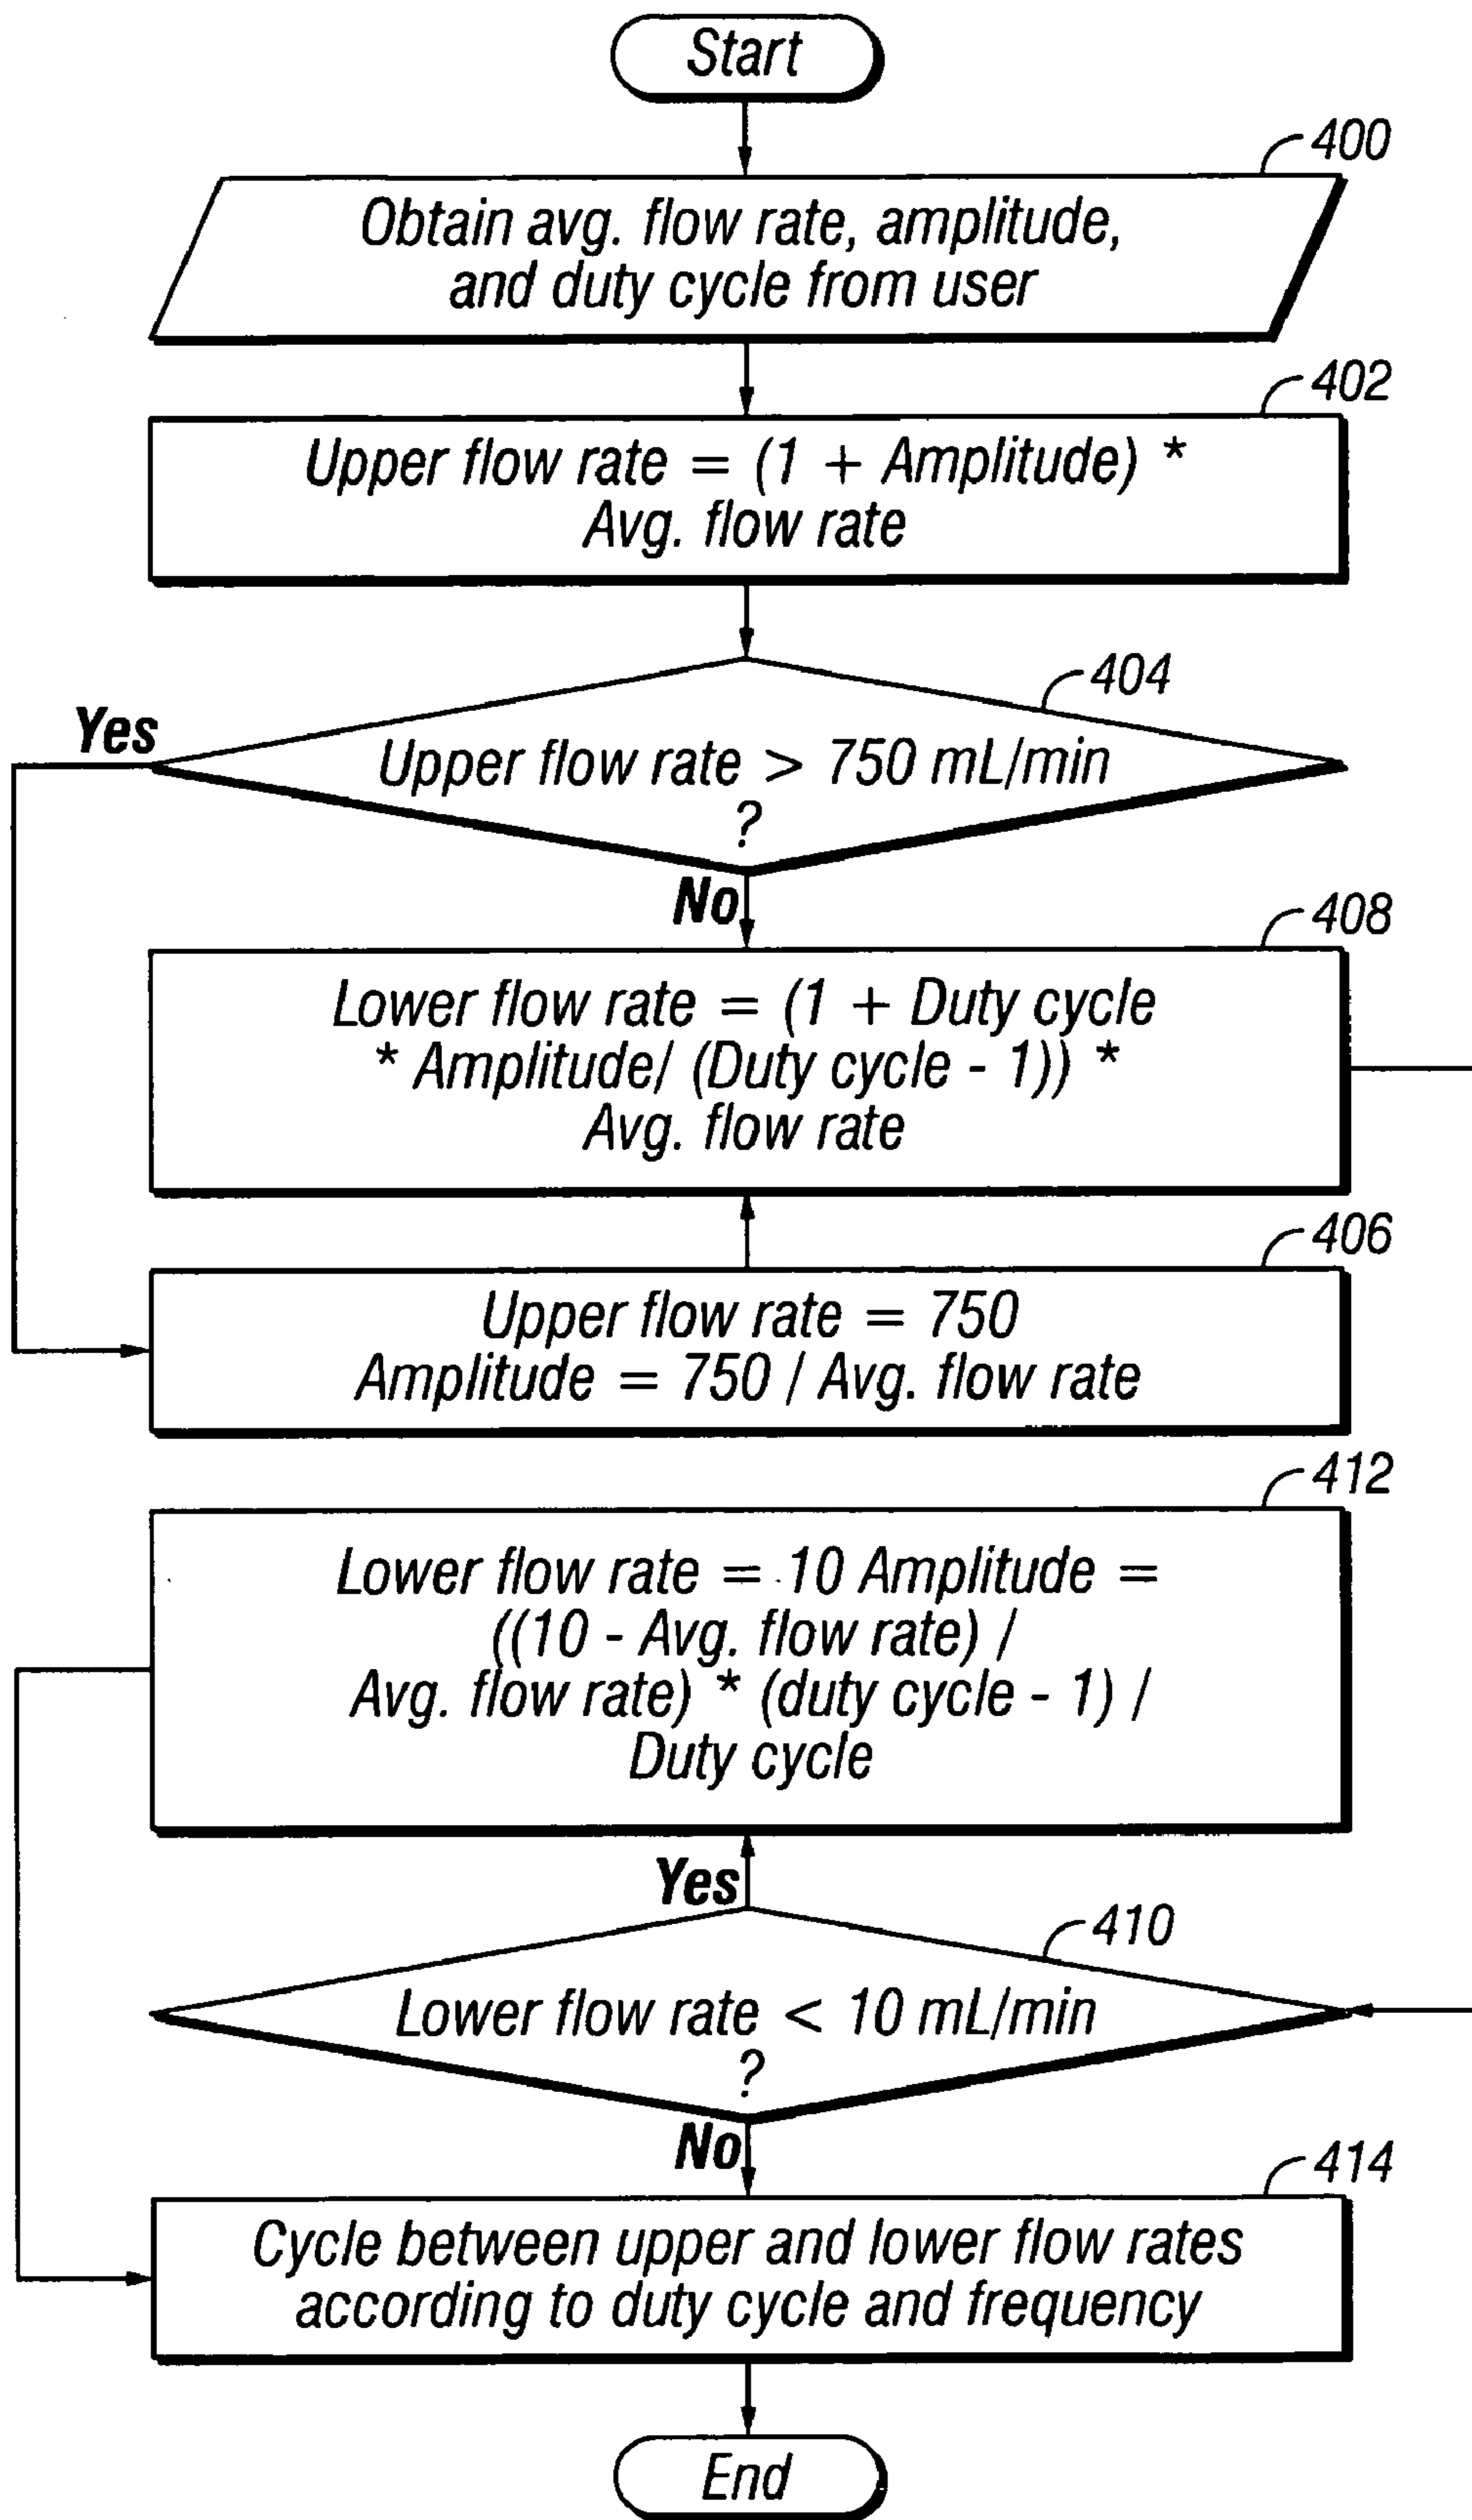 Start
400
Obtain avg. flow rate, amplitude,
and duty cycle from user
402
Upper flow rate = (1 + Amplitude) *
Avg. flow rate
404
Yes
Upper flow rate > 750 mL/min
?
No
408
Lower flow rate = (1 + Duty cycle
* Amplitude/ (Duty cycle - 1)) *
Avg. flow rate
406
Upper flow rate = 750
Amplitude = 750 / Avg. flow rate
412
Lower flow rate = 10 Amplitude =
((10 - Avg. flow rate) /
Avg. flow rate) * (duty cycle - 1) /
Duty cycle
Yes
410
Lower flow rate < 10 mL/min
?
No
414
Cycle between upper and lower flow rates
according to duty cycle and frequency
End